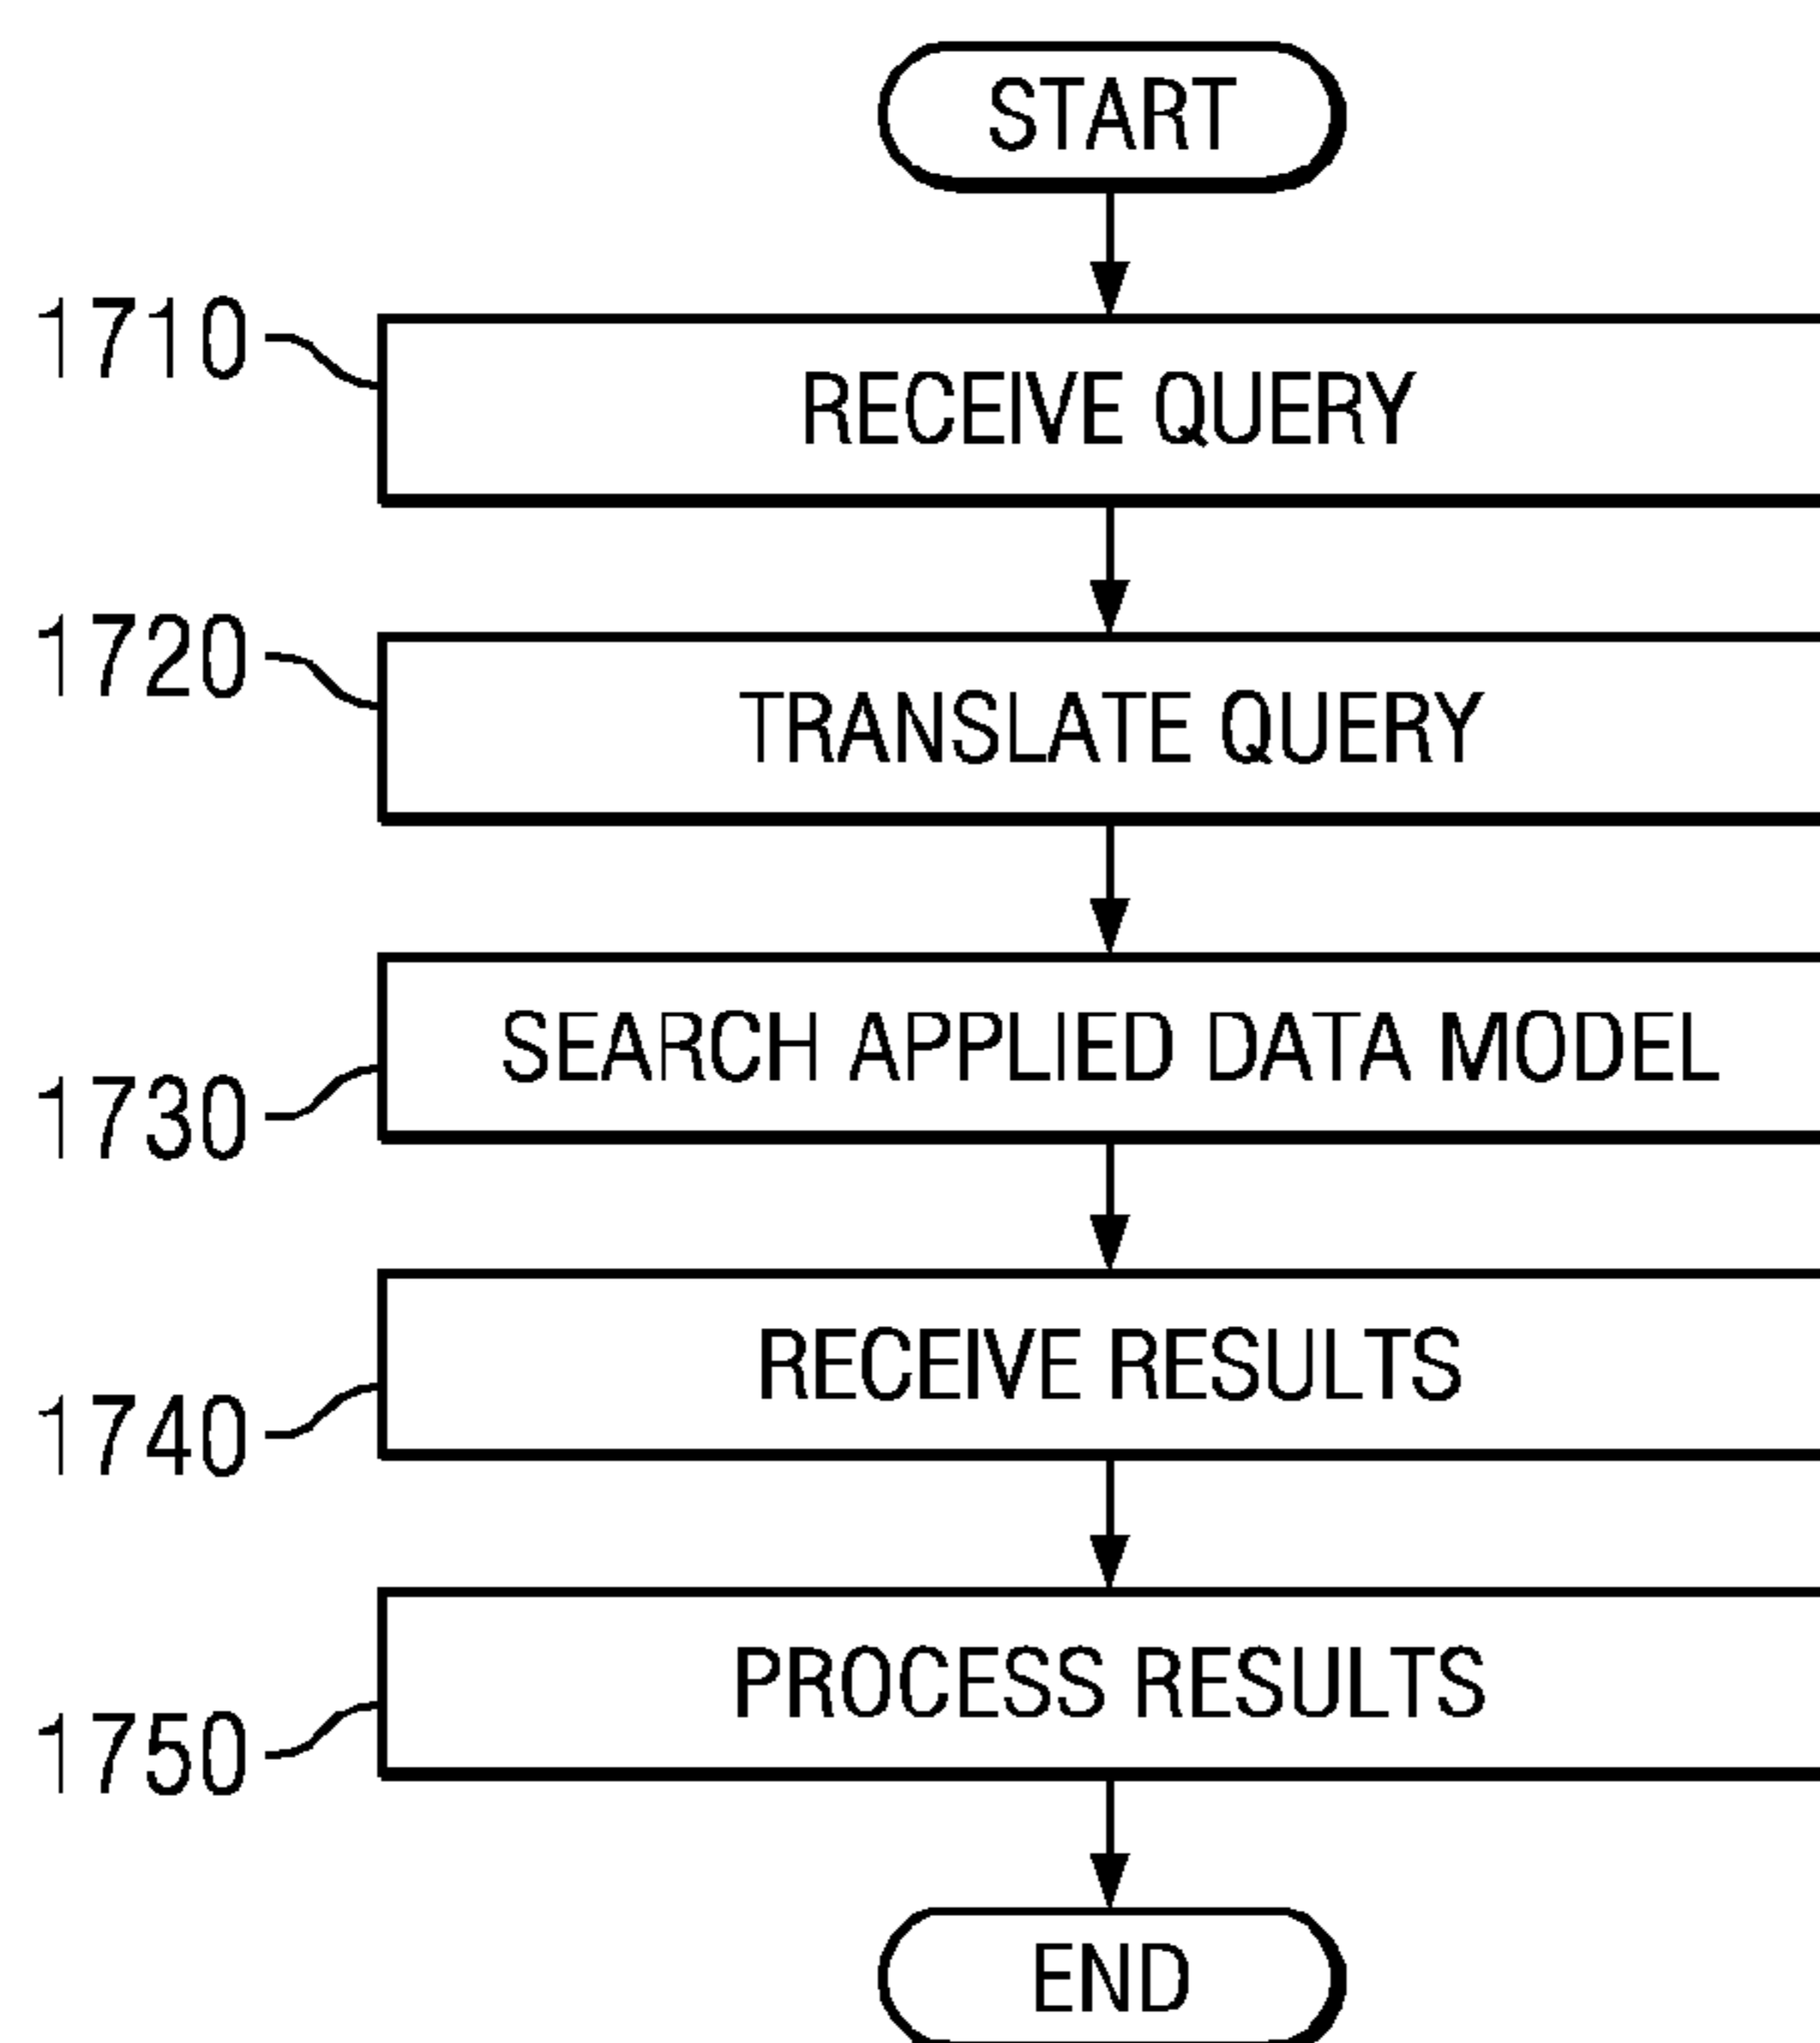 START
1710
RECEIVE QUERY
1720
TRANSLATE QUERY
SEARCH APPLIED DATA MODEL
1730
RECEIVE RESULTS
1740
PROCESS RESULTS
1750
END